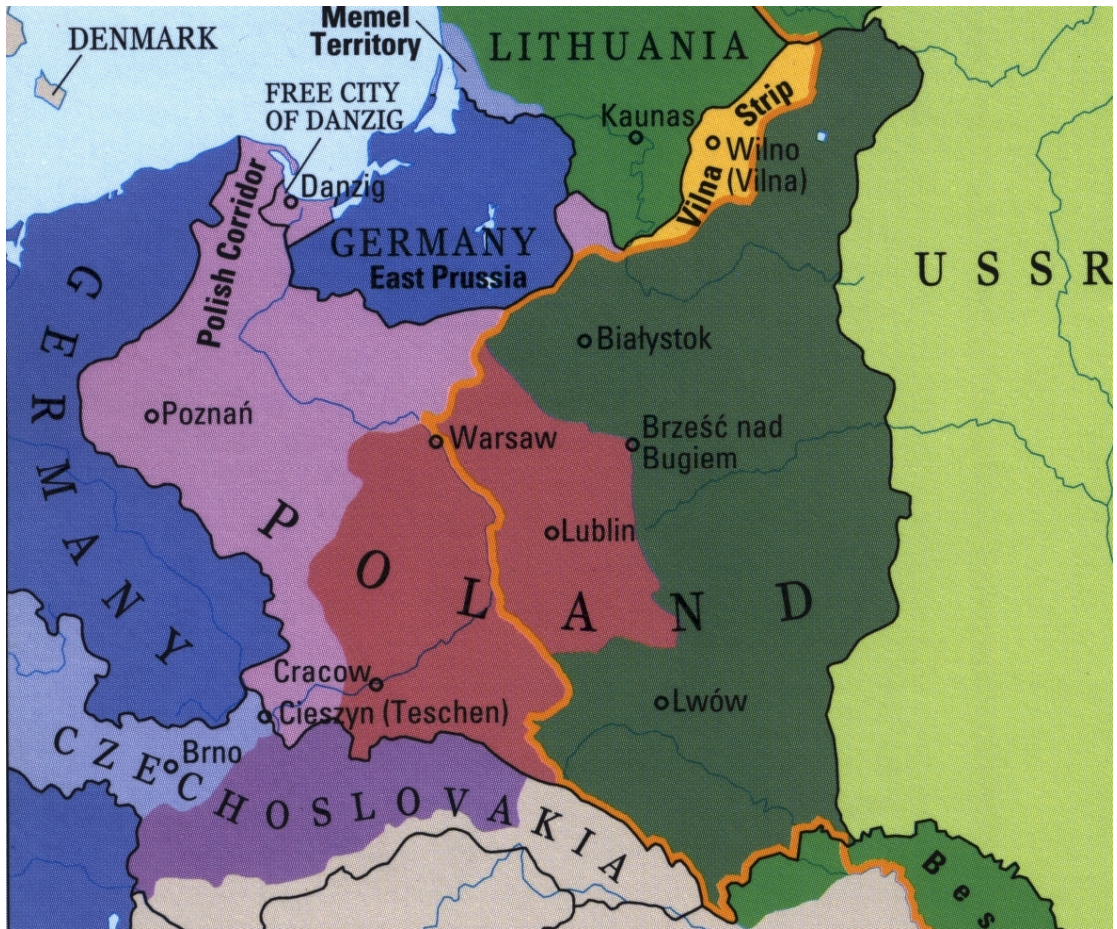 DENMARK
Memel
Territory
LITHUANIA
FREE CITY
OF DANZIG
Kaunas
Vilna Strip
Wilno
(Vilna)
Danzig
Polish Corridor
GERMANY
East Prussia
USSR
GERMANY
Białystok
Poznań
Warsaw
Brześć nad
Bugiem
Lublin
POLAND
Cracow
Cieszyn (Teschen)
Lwów
Brno
CZECHOSLOVAKIA
Bes